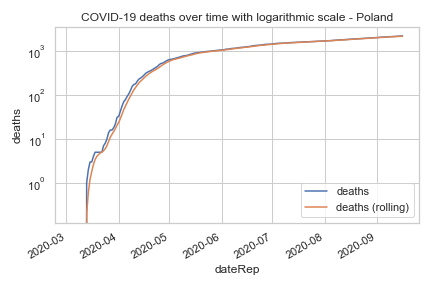 COVID-19 deaths over time with logarithmic scale - Poland
10³
10²
10¹
10⁰
deaths
deaths
deaths (rolling)
2020-03
2020-04
2020-05
2020-06
2020-07
2020-08
2020-09
dateRep